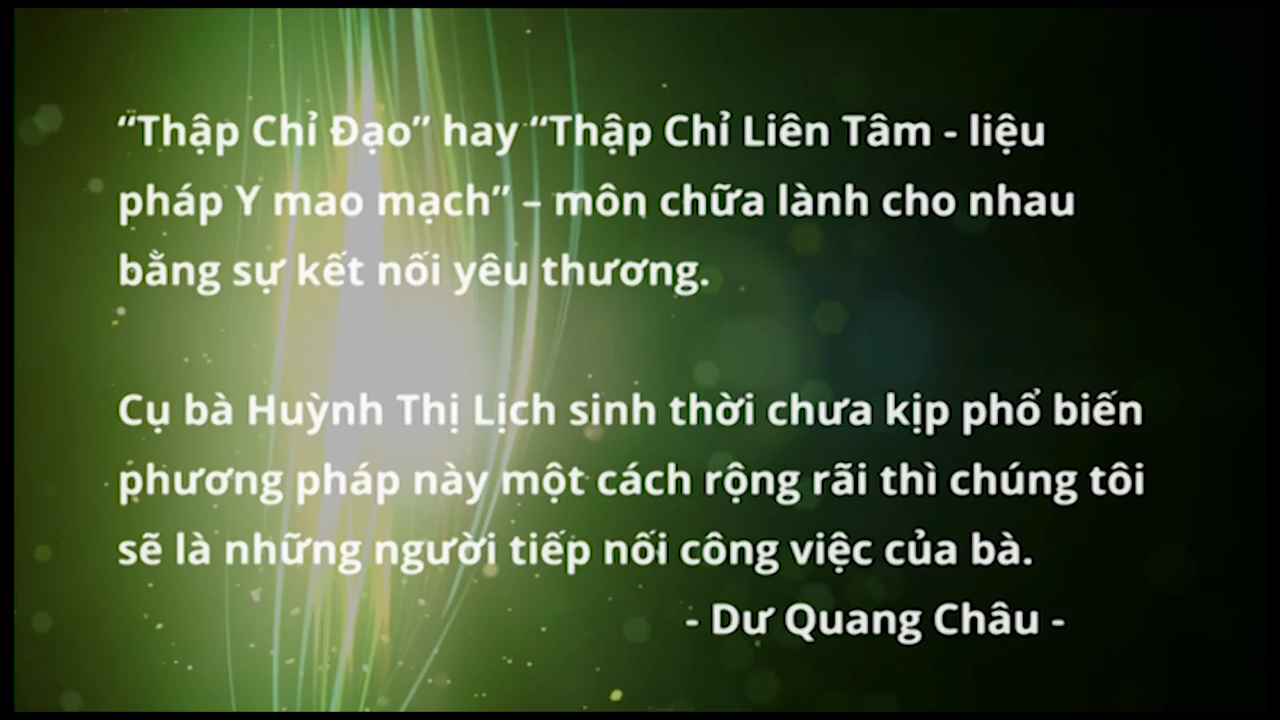 “Thập Chỉ Đạo” hay “Thập Chỉ Liên Tâm - liệu
pháp Y mao mạch” – môn chữa lành cho nhau
bằng sự kết nối yêu thương.
Cụ bà Huỳnh Thị Lịch sinh thời chưa kịp phổ biến
phương pháp này một cách rộng rãi thì chúng tôi
sẽ là những người tiếp nối công việc của bà.
- Dư Quang Châu -